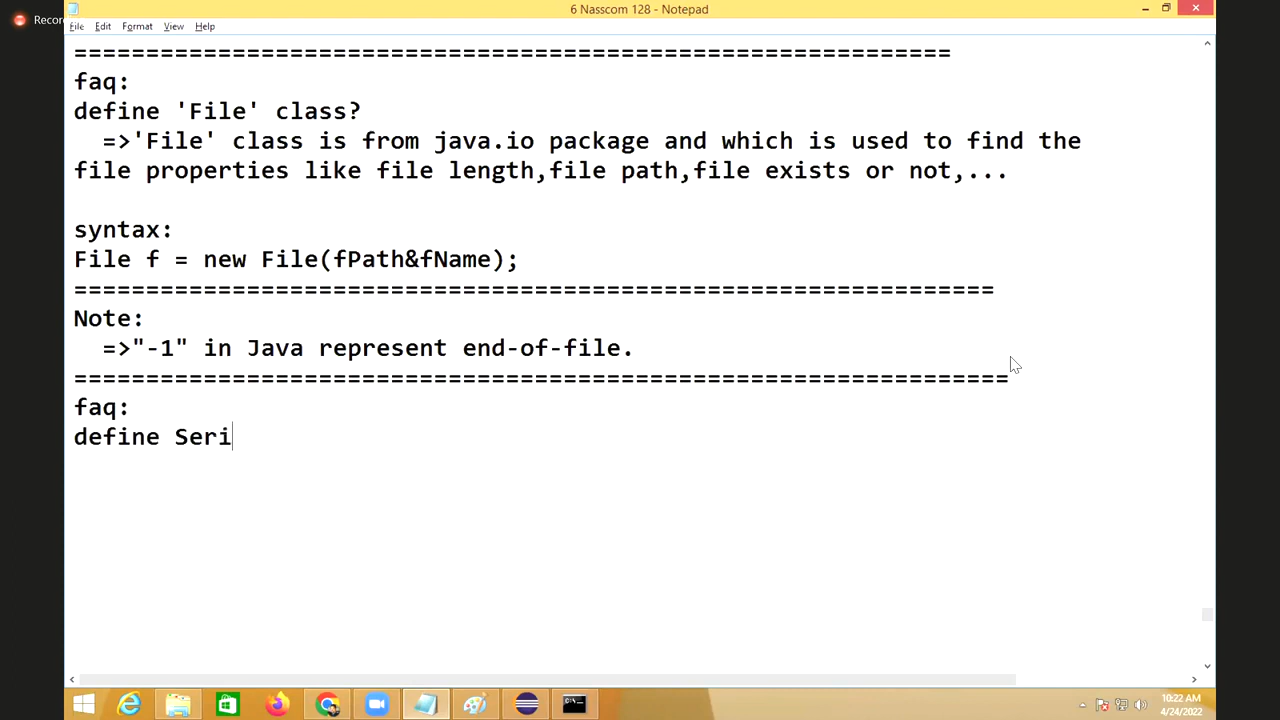 Recor
6 Nasscom 128 - Notepad
File Edit Format View Help
=============================================================
faq:
define 'File' class?
=>'File' class is from java.io package and which is used to find the
file properties like file length,file path,file exists or not,...
syntax:
File f = new File(fPath&fName);
================================================================
Note:
=>"-1" in Java represent end-of-file.
=================================================================
faq:
define Seri
10:22 AM
4/24/2022